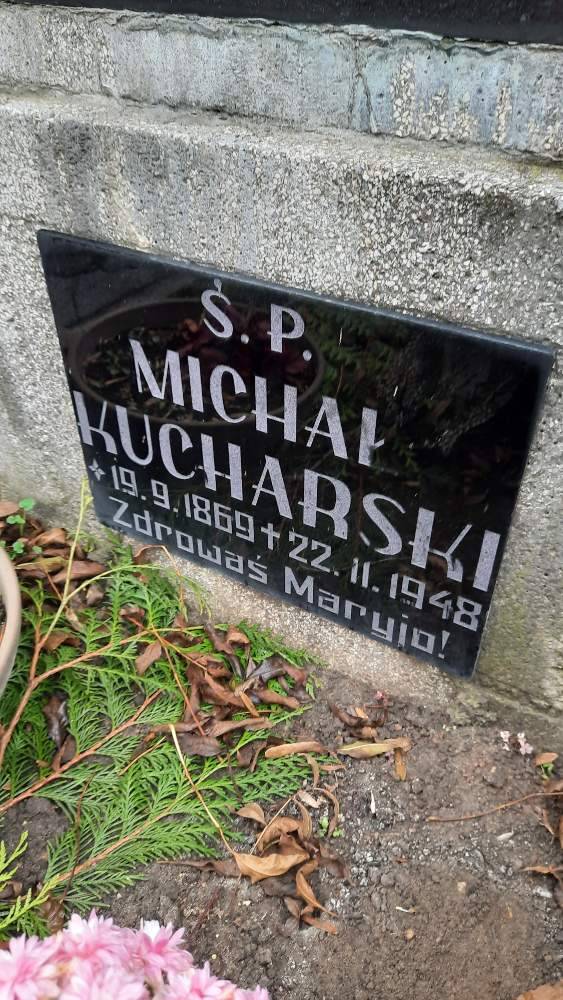 Ś. P.
MICHAŁ
KUCHARSKI
* 19. 9. 1869 + 22. 11. 1948
Zdrowaś Maryjo!